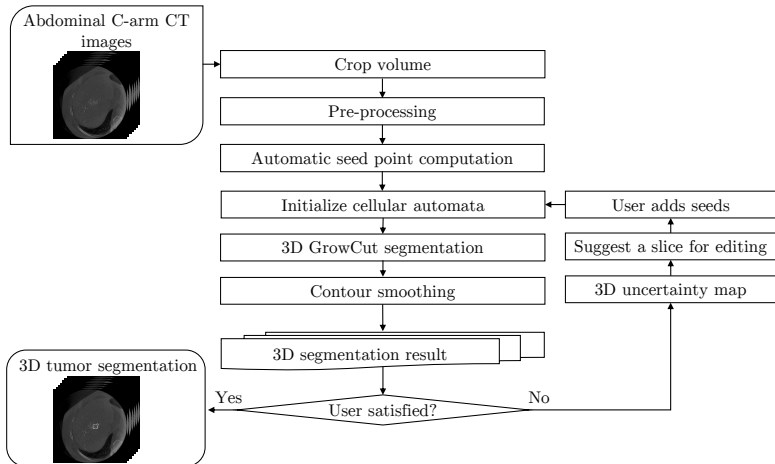 Abdominal C-arm CT
images
Crop volume
Pre-processing
Automatic seed point computation
Initialize cellular automata
User adds seeds
3D GrowCut segmentation
Suggest a slice for editing
Contour smoothing
3D uncertainty map
3D segmentation result
3D tumor segmentation
Yes
User satisfied?
No